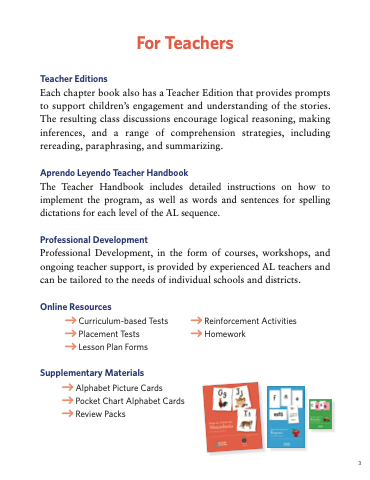 For Teachers
Teacher Editions
Each chapter book also has a Teacher Edition that provides prompts
to support children's engagement and understanding of the stories.
The resulting class discussions encourage logical reasoning, making
inferences, and a range of comprehension strategies, including
rereading, paraphrasing, and summarizing.
Aprendo Leyendo Teacher Handbook
The Teacher Handbook includes detailed instructions on how to
implement the program, as well as words and sentences for spelling
dictations for each level of the AL sequence.
Professional Development
Professional Development, in the form of courses, workshops, and
ongoing teacher support, is provided by experienced AL teachers and
can be tailored to the needs of individual schools and districts.
Online Resources
→ Curriculum-based Tests
→ Placement Tests
→ Lesson Plan Forms
→ Reinforcement Activities
→ Homework
Supplementary Materials
→ Alphabet Picture Cards
→ Pocket Chart Alphabet Cards
→ Review Packs
Gg
Jj
Tt
3